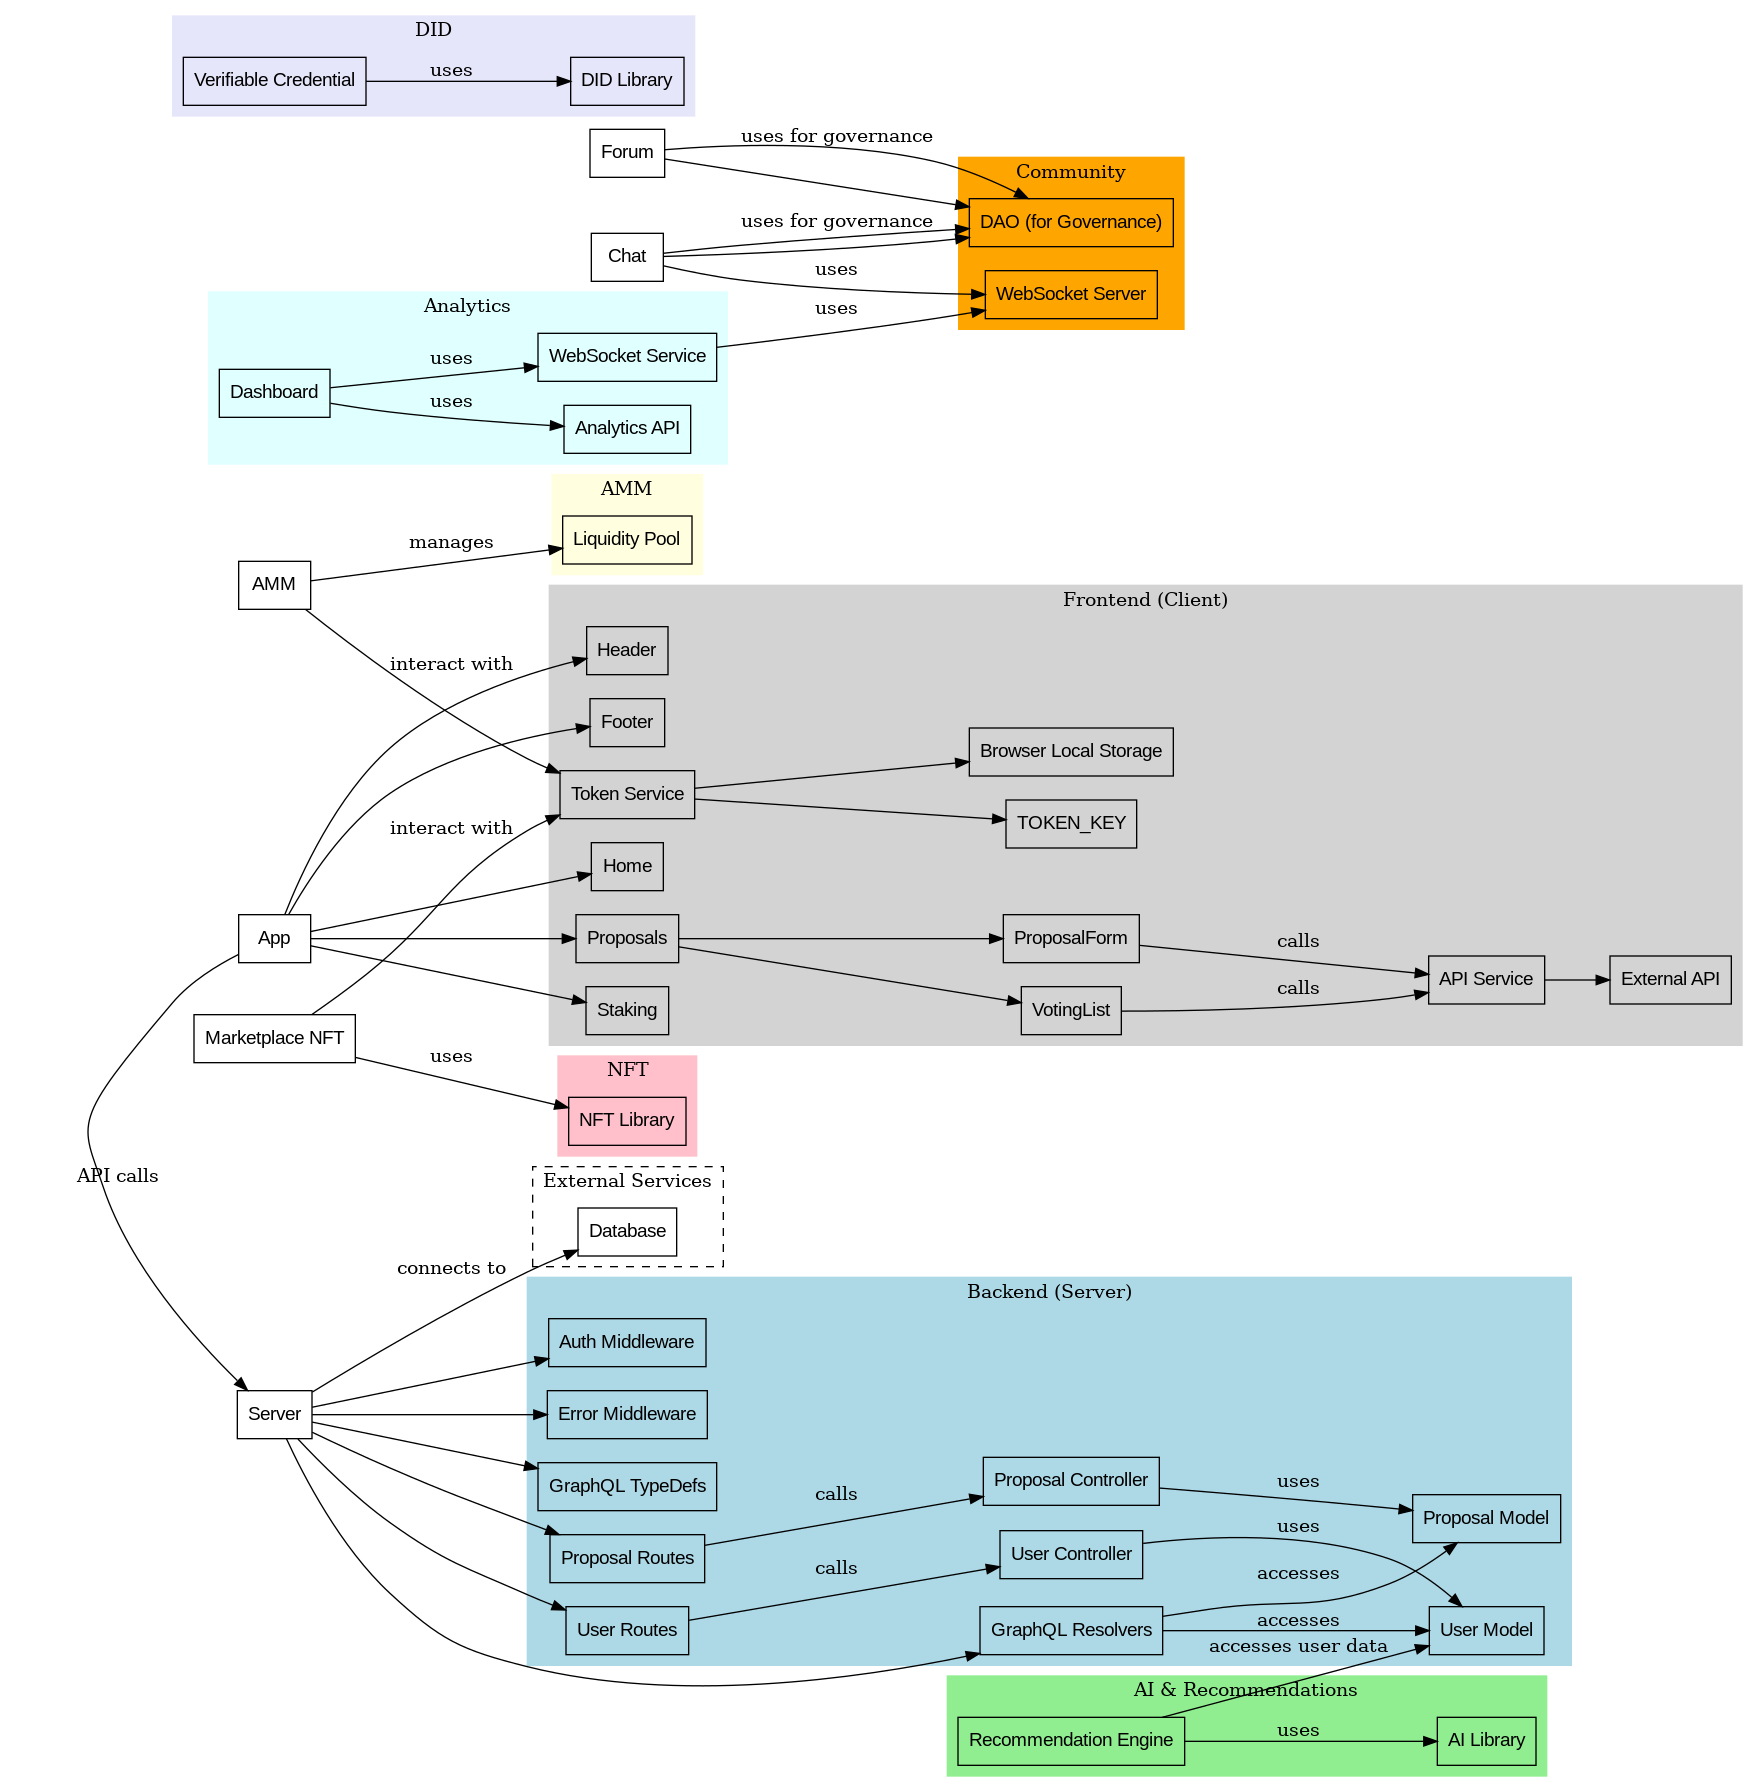 DID
Verifiable Credential
uses
DID Library
Forum
uses for governance
Community
DAO (for Governance)
Chat
uses for governance
uses
WebSocket Server
Analytics
uses
WebSocket Service
uses
Dashboard
uses
Analytics API
AMM
Liquidity Pool
manages
AMM
interact with
Frontend (Client)
Header
Footer
Token Service
Browser Local Storage
TOKEN_KEY
interact with
Home
App
Proposals
ProposalForm
calls
API Service
External API
Staking
VotingList
calls
Marketplace NFT
uses
NFT
NFT Library
API calls
External Services
Database
connects to
Backend (Server)
Auth Middleware
Server
Error Middleware
GraphQL TypeDefs
Proposal Routes
calls
Proposal Controller
uses
Proposal Model
User Routes
calls
User Controller
uses
GraphQL Resolvers
accesses
accesses
User Model
accesses user data
AI & Recommendations
Recommendation Engine
uses
AI Library